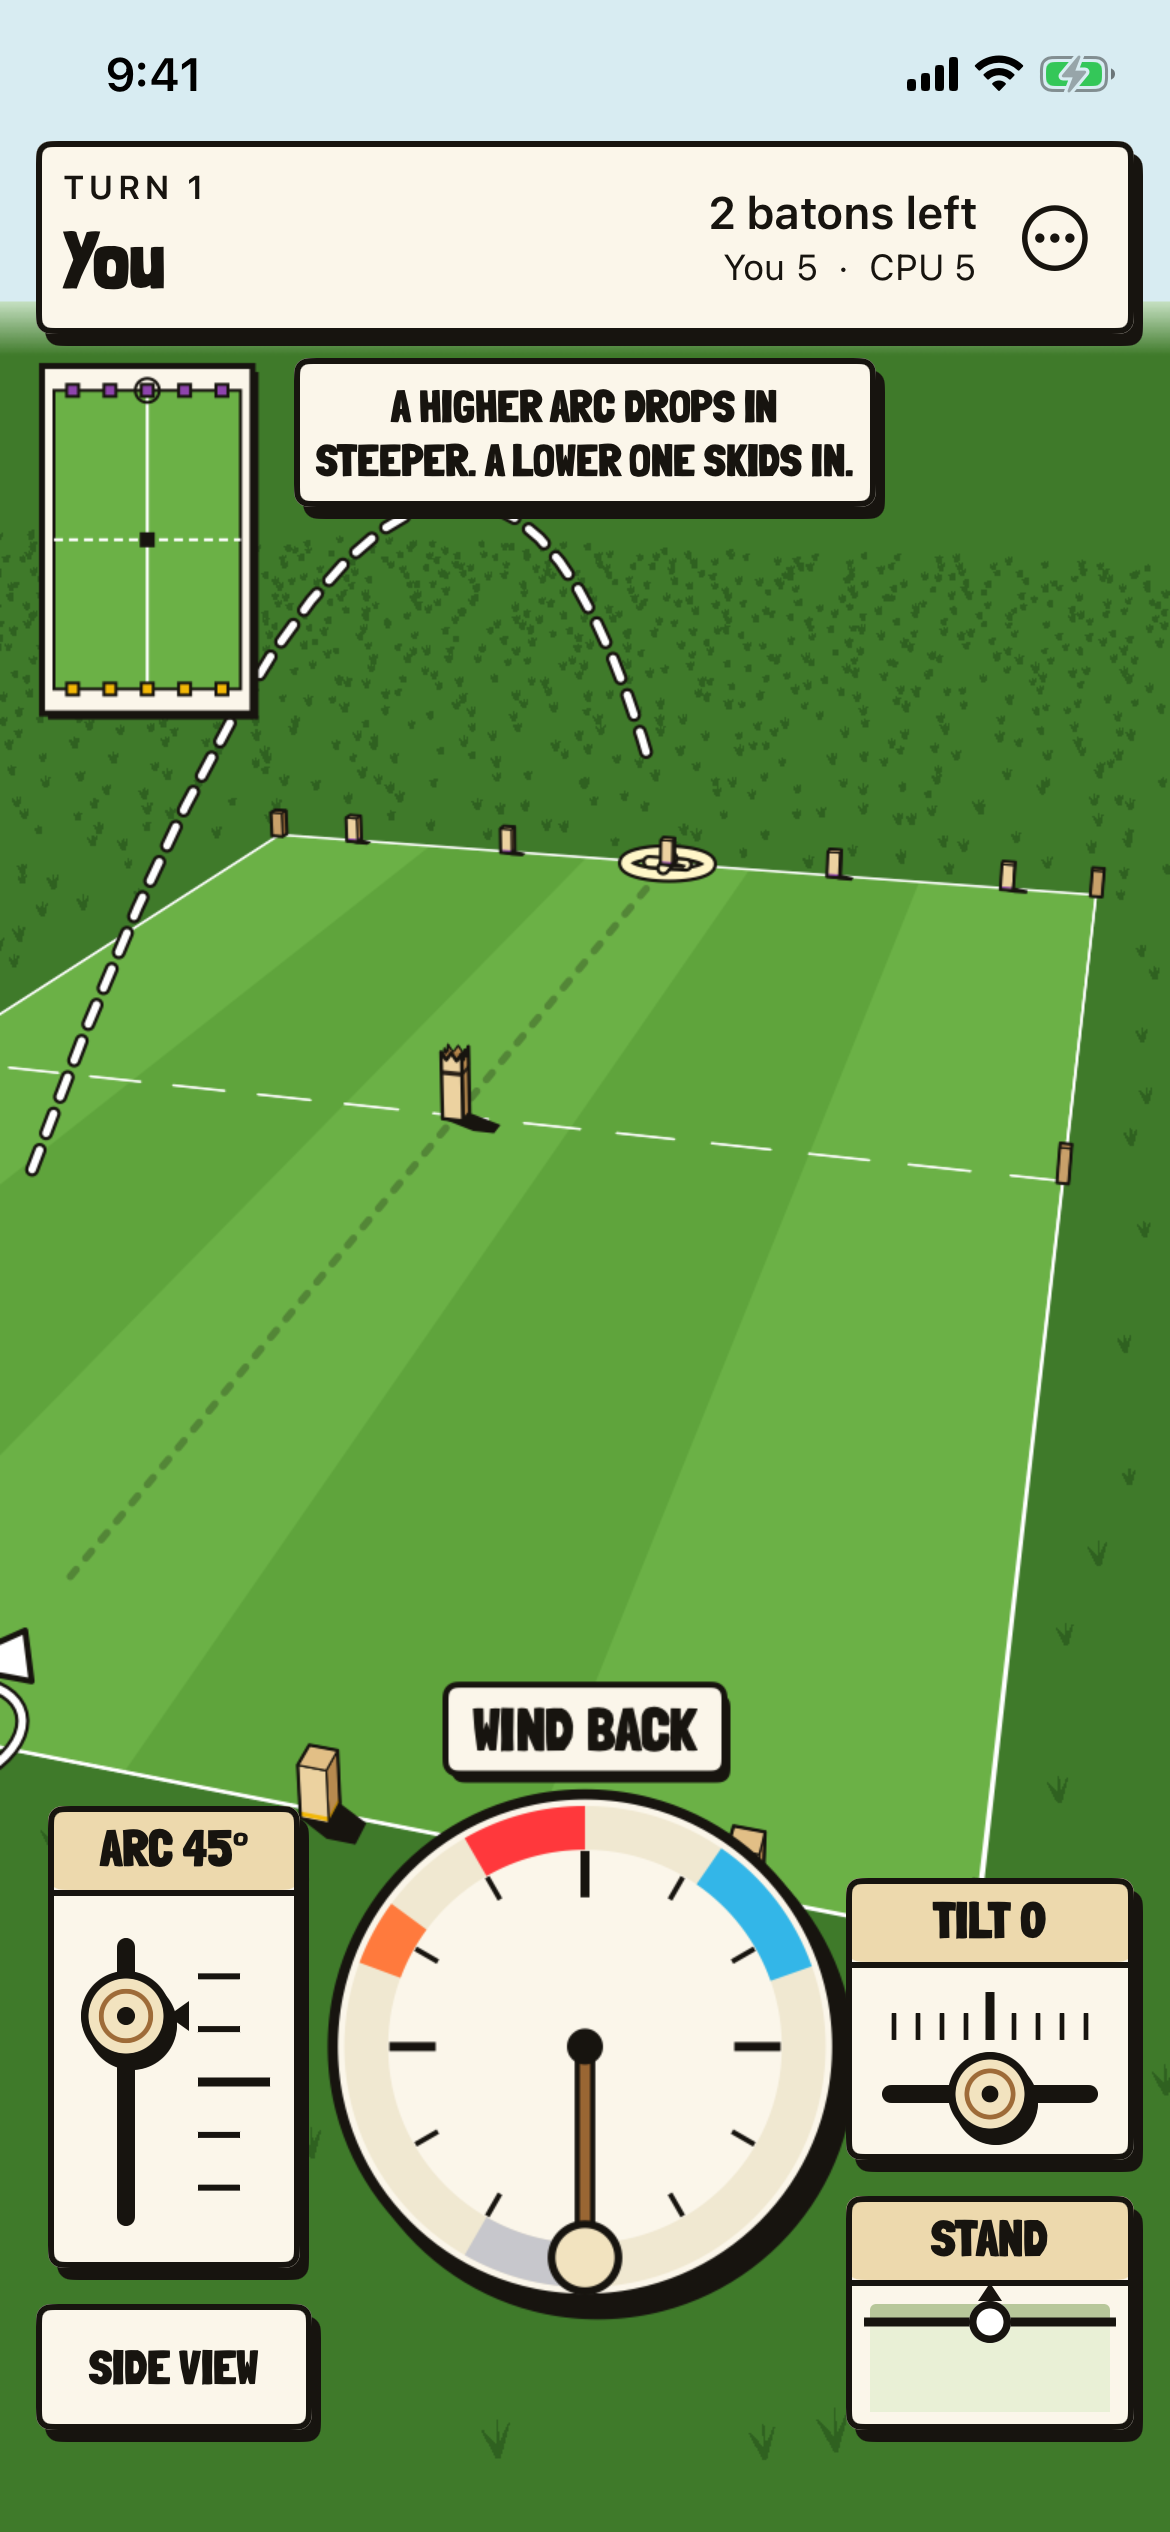 9:41
TURN 1
You
2 batons left
You 5 · CPU 5
A HIGHER ARC DROPS IN
STEEPER. A LOWER ONE SKIDS IN.
WIND BACK
ARC 45°
TILT 0
STAND
SIDE VIEW